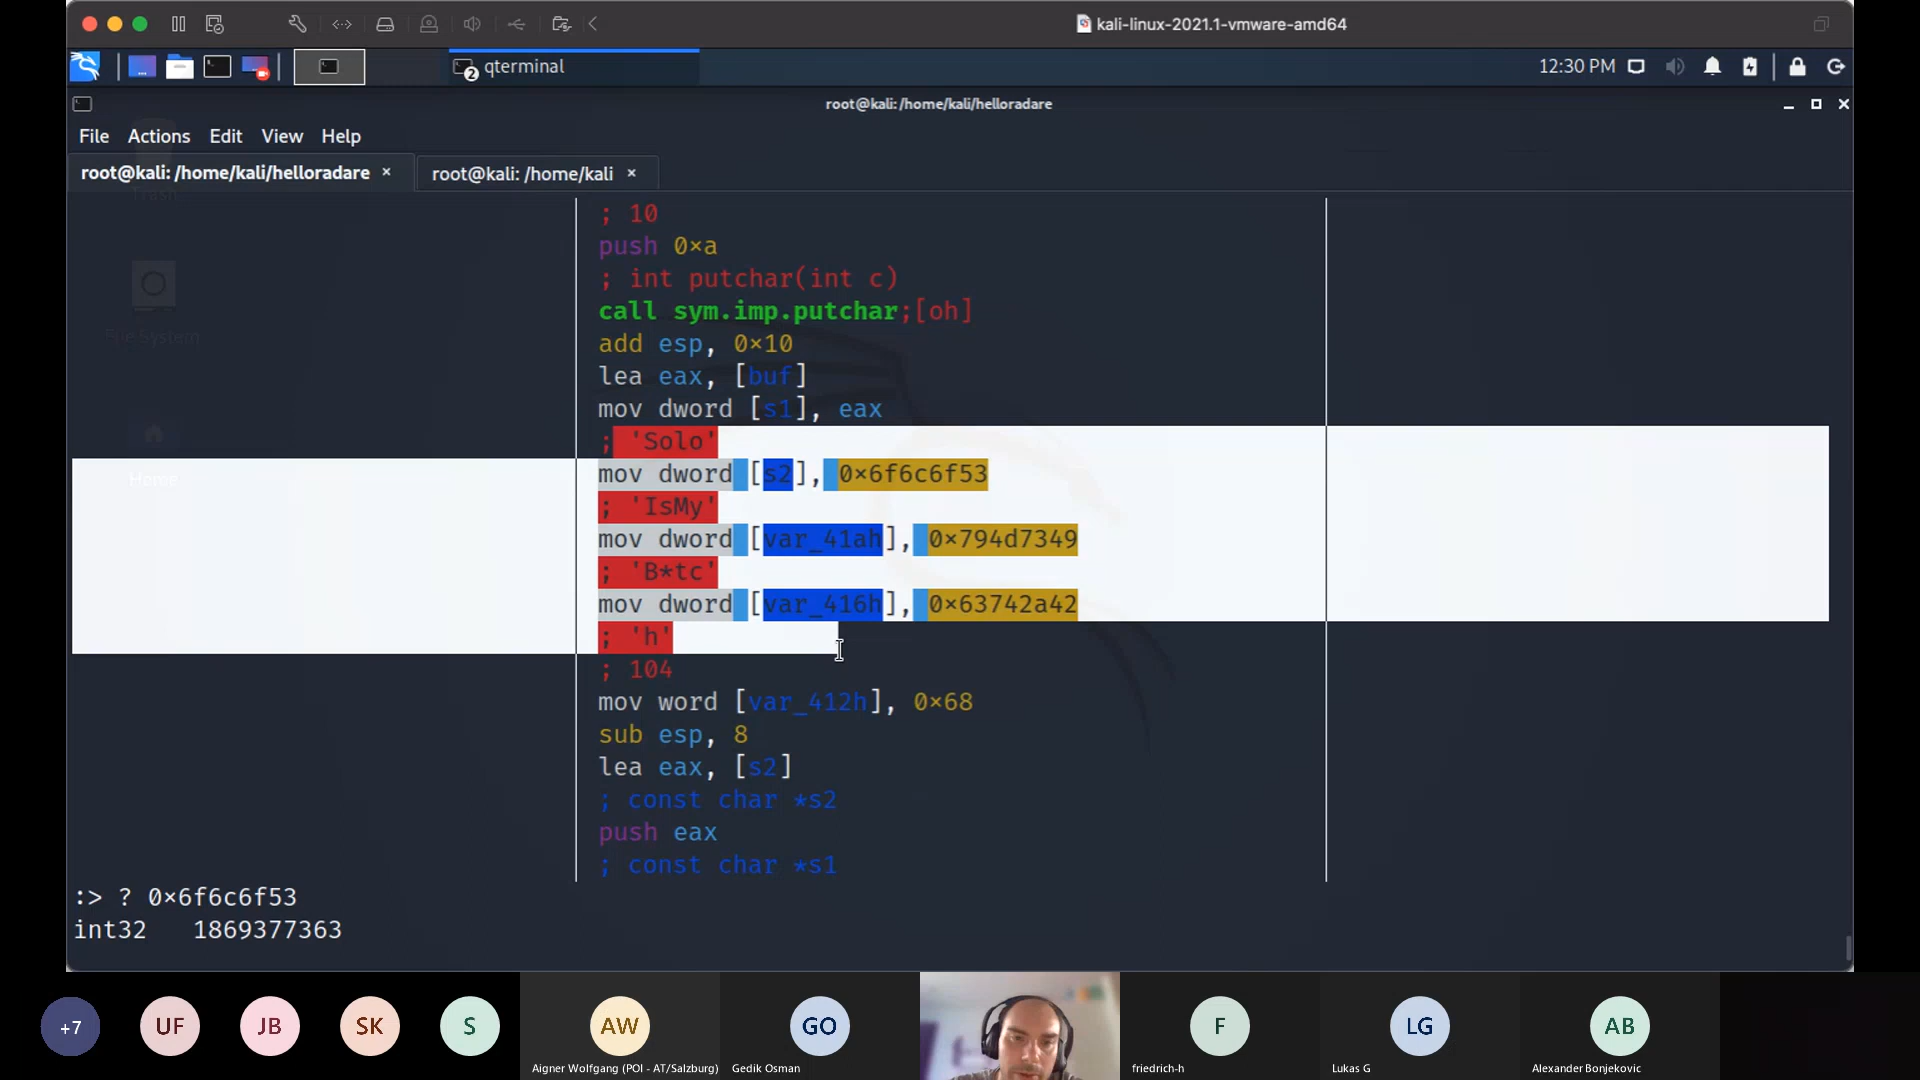 kali-linux-2021.1-vmware-amd64
2 qterminal
12:30 PM
root@kali: /home/kali/helloradare
File Actions Edit View Help
root@kali: /home/kali/helloradare ×
root@kali: /home/kali ×
Trash
File System
Home
; 10
push 0×a
; int putchar(int c)
call sym.imp.putchar;[oh]
add esp, 0×10
lea eax, [buf]
mov dword [s1], eax
; 'Solo'
mov dword [s2], 0×6f6c6f53
; 'IsMy'
mov dword [var_41ah], 0×794d7349
; 'B*tc'
mov dword [var_416h], 0×63742a42
; 'h'
; 104
mov word [var_412h], 0×68
sub esp, 8
lea eax, [s2]
; const char *s2
push eax
; const char *s1
:> ? 0×6f6c6f53
int32 1869377363
+7
UF
JB
SK
S
AW
GO
F
LG
AB
Aigner Wolfgang (POI - AT/Salzburg)
Gedik Osman
friedrich-h
Lukas G
Alexander Bonjekovic